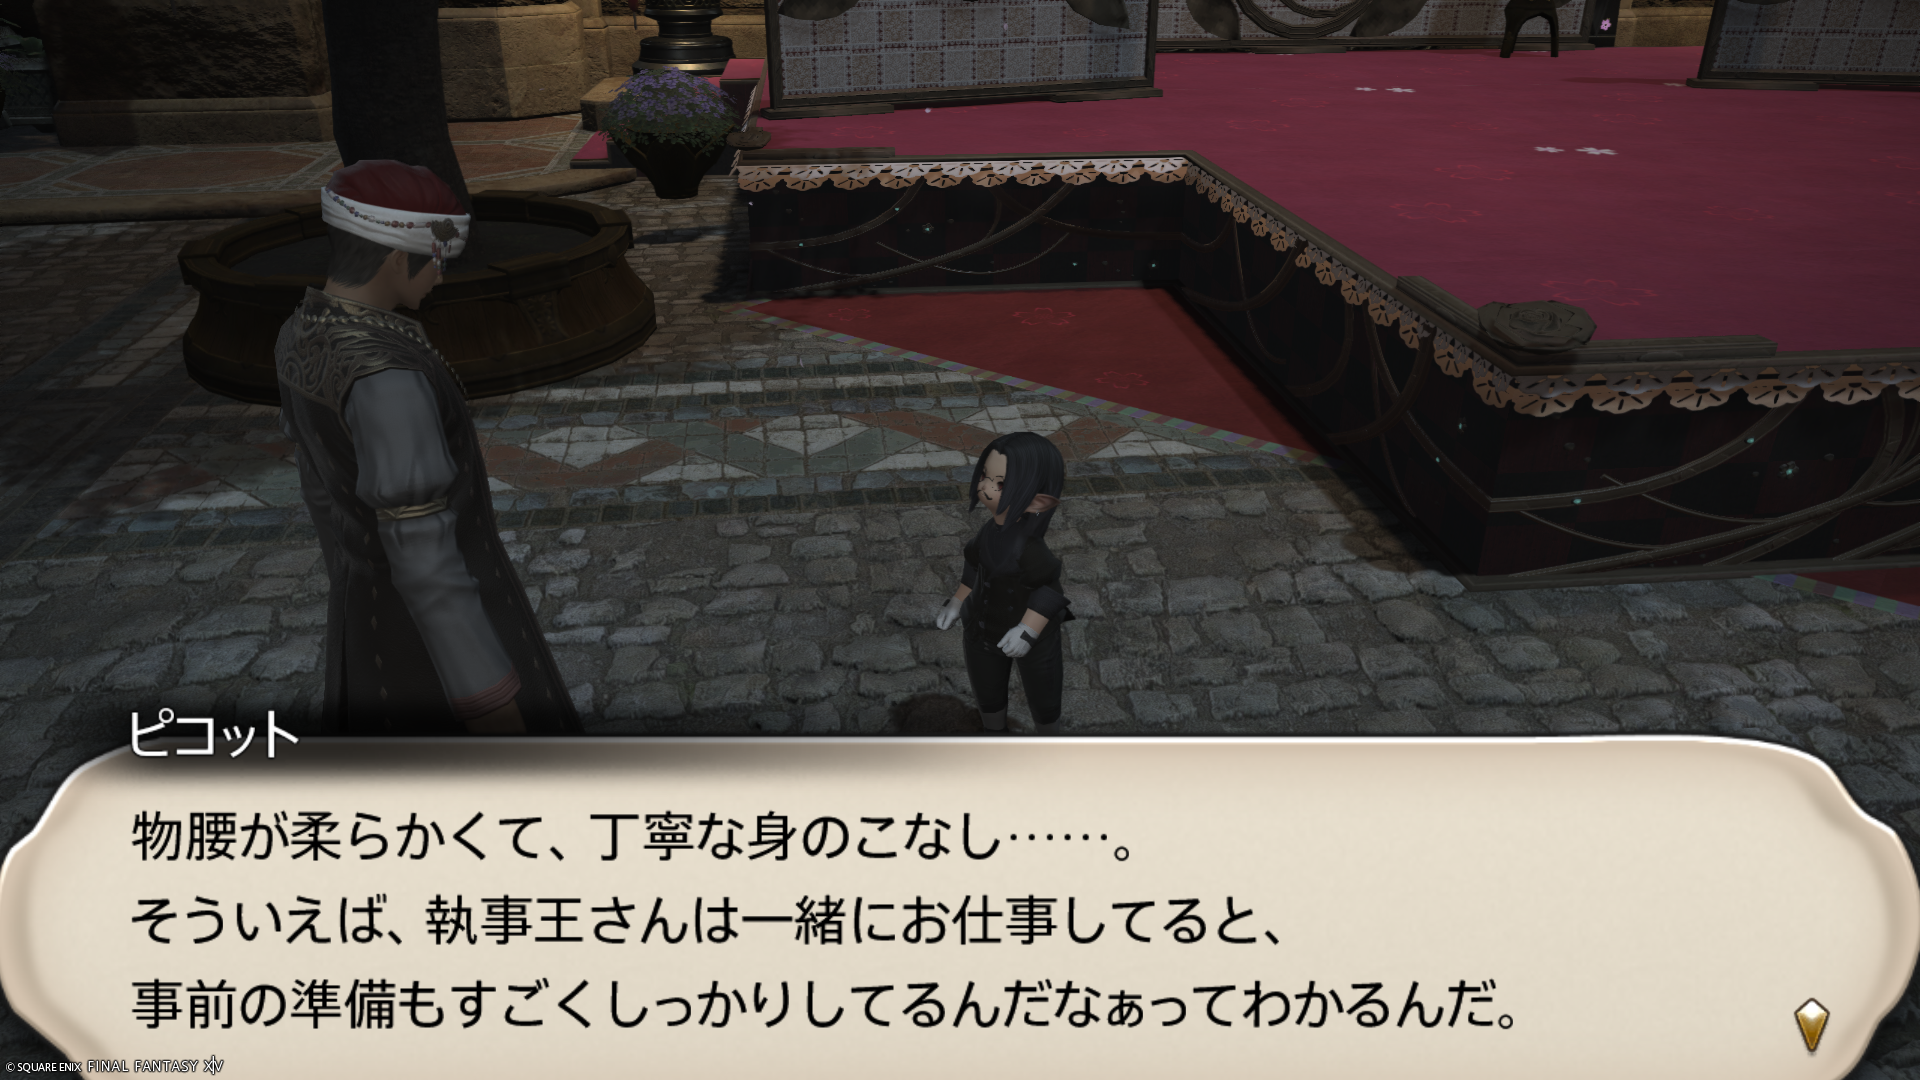 ピコット
物腰が柔らかくて、丁寧な身のこなし……。
そういえば、執事王さんは一緒にお仕事してると、
事前の準備もすごくしっかりしてるんだなぁってわかるんだ。
© SQUARE ENIX FINAL FANTASY XIV